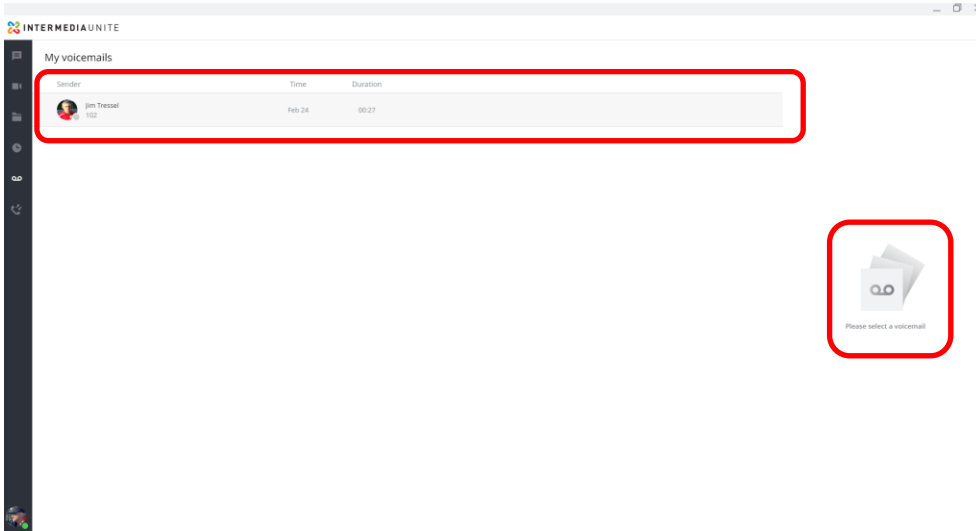 INTERMEDIAUNITE
My voicemails
Sender Time Duration
Jim Tressel
102
Feb 24 00:27
Please select a voicemail